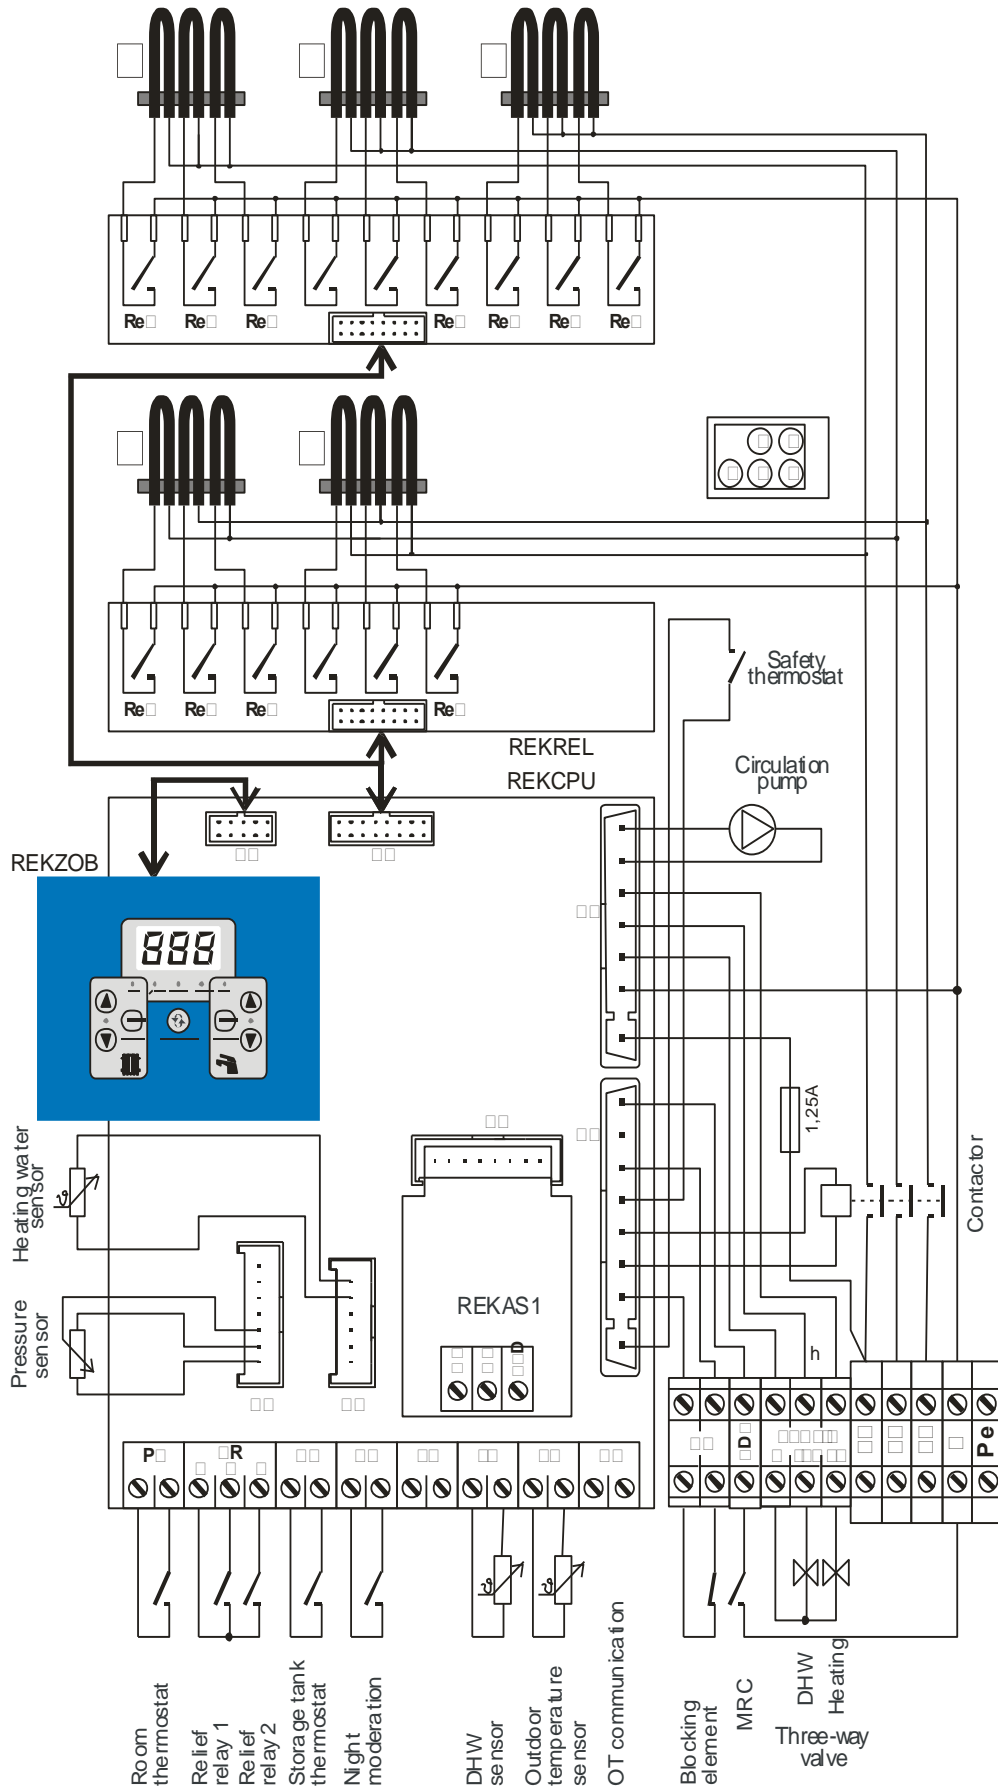 Re
Re
Re
Re
Re
Re
Re
Re
Re
Re
Re
Safety
thermostat
REKREL
REKCPU
Circulation
pump
REKZOB
888
1,25A
Heating water
sensor
Contactor
REKAS1
Pressure
sensor
D
h
P
R
D
Pe
Room
thermostat
Relief
relay 1
Relief
relay 2
Storage tank
thermostat
Night
moderation
DHW
sensor
Outdoor
temperature
sensor
OT communication
Blocking
element
MRC
DHW
Heating
Three-way
valve